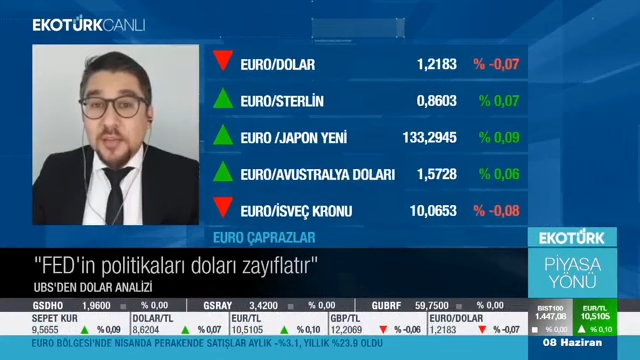 EKOTÜRK CANLI
EURO/DOLAR 1,2183 % -0,07
EURO/STERLİN 0,8603 % 0,07
EURO /JAPON YENİ 133,2945 % 0,09
EURO/AVUSTRALYA DOLARI 1,5728 % 0,06
EURO/İSVEÇ KRONU 10,0653 % -0,08
EURO ÇAPRAZLAR
EKOTÜRK
PİYASA
YÖNÜ
"FED'in politikaları doları zayıflatır"
UBS'DEN DOLAR ANALİZİ
GSDHO 1,9600 % 0,00 GSRAY 3,4200 % 0,00 GUBRF 59,7500 % 0,00
SEPET KUR DOLAR/TL EUR/TL GBP/TL EURO/DOLAR
9,5655 % 0,09 8,6204 % 0,07 10,5105 % 0,10 12,2069 % -0,06 1,2183 % -0,07
BIST100 EUR/TL
1.447,08 10,5105
% 0,00 % 0,10
EURO BÖLGESİ'NDE NİSANDA PERAKENDE SATIŞLAR AYLIK -%3.1, YILLIK %23.9 OLDU
08 Haziran